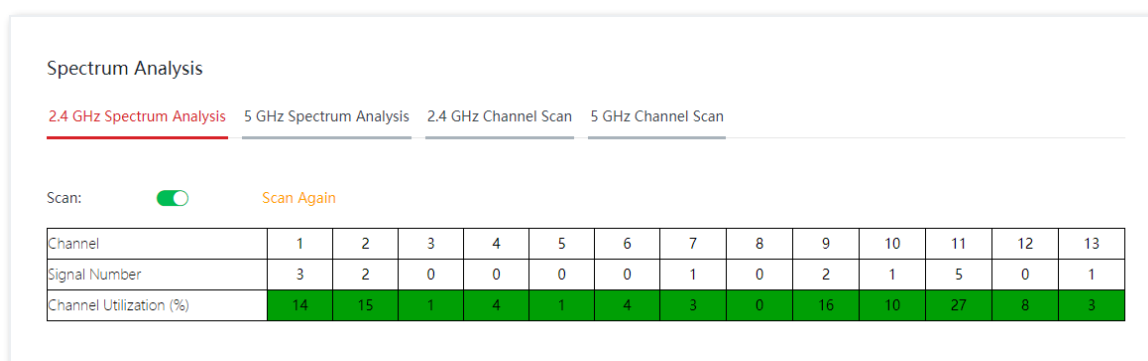 Spectrum Analysis
2.4 GHz Spectrum Analysis 5 GHz Spectrum Analysis 2.4 GHz Channel Scan 5 GHz Channel Scan
Scan: Scan Again
Channel 1 2 3 4 5 6 7 8 9 10 11 12 13
Signal Number 3 2 0 0 0 0 1 0 2 1 5 0 1
Channel Utilization (%) 14 15 1 4 1 4 3 0 16 10 27 8 3